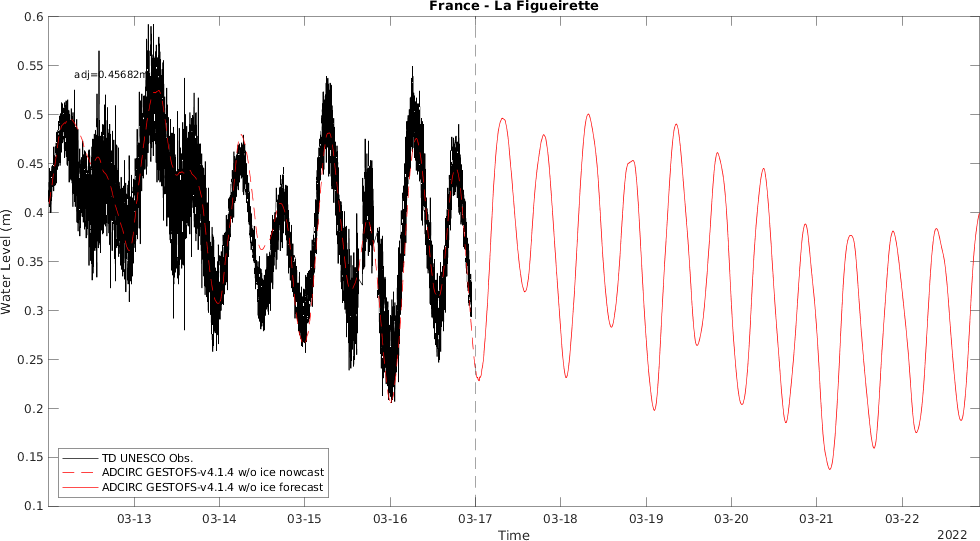 France - La Figueirette
0.6
0.55
0.5
0.45
0.4
0.35
0.3
0.25
0.2
0.15
0.1
Water Level (m)
adj=0.45682m
TD UNESCO Obs.
ADCIRC GESTOFS-v4.1.4 w/o ice nowcast
ADCIRC GESTOFS-v4.1.4 w/o ice forecast
03-13 03-14 03-15 03-16 03-17 03-18 03-19 03-20 03-21 03-22
Time
2022